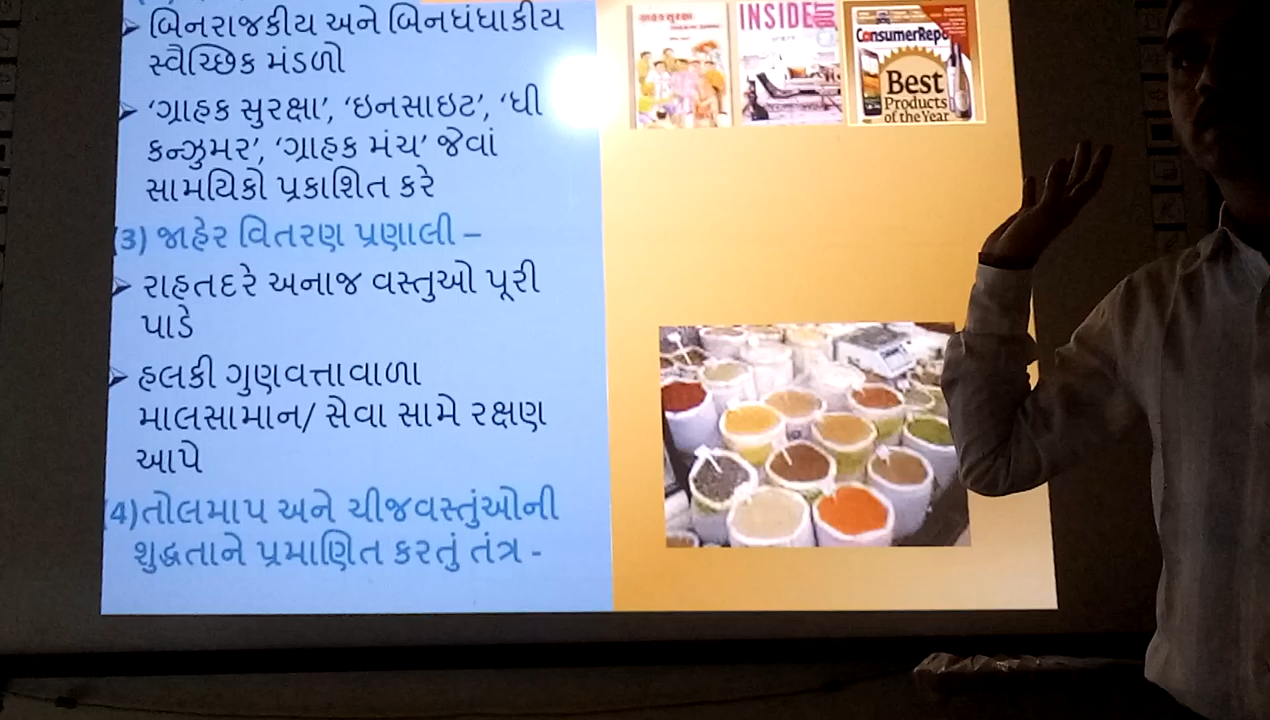 બિનરાજકીય અને બિનધંધાકીય
સ્વૈચ્છિક મંડળો
‘ગ્રાહક સુરક્ષા’, ‘ઇનસાઇટ’, ‘ધી
કન્ઝુમર’, ‘ગ્રાહક મંચ’ જેવાં
સામયિકો પ્રકાશિત કરે
(3) જાહેર વિતરણ પ્રણાલી –
રાહતદરે અનાજ વસ્તુઓ પૂરી
પાડે
હલકી ગુણવત્તાવાળા
માલસામાન/ સેવા સામે રક્ષણ
આપે
(4)તોલમાપ અને ચીજવસ્તુંઓની
શુદ્ધતાને પ્રમાણિત કરતું તંત્ર -
INSIDE
OUT
ConsumerRepo
Best
Products
of the Year